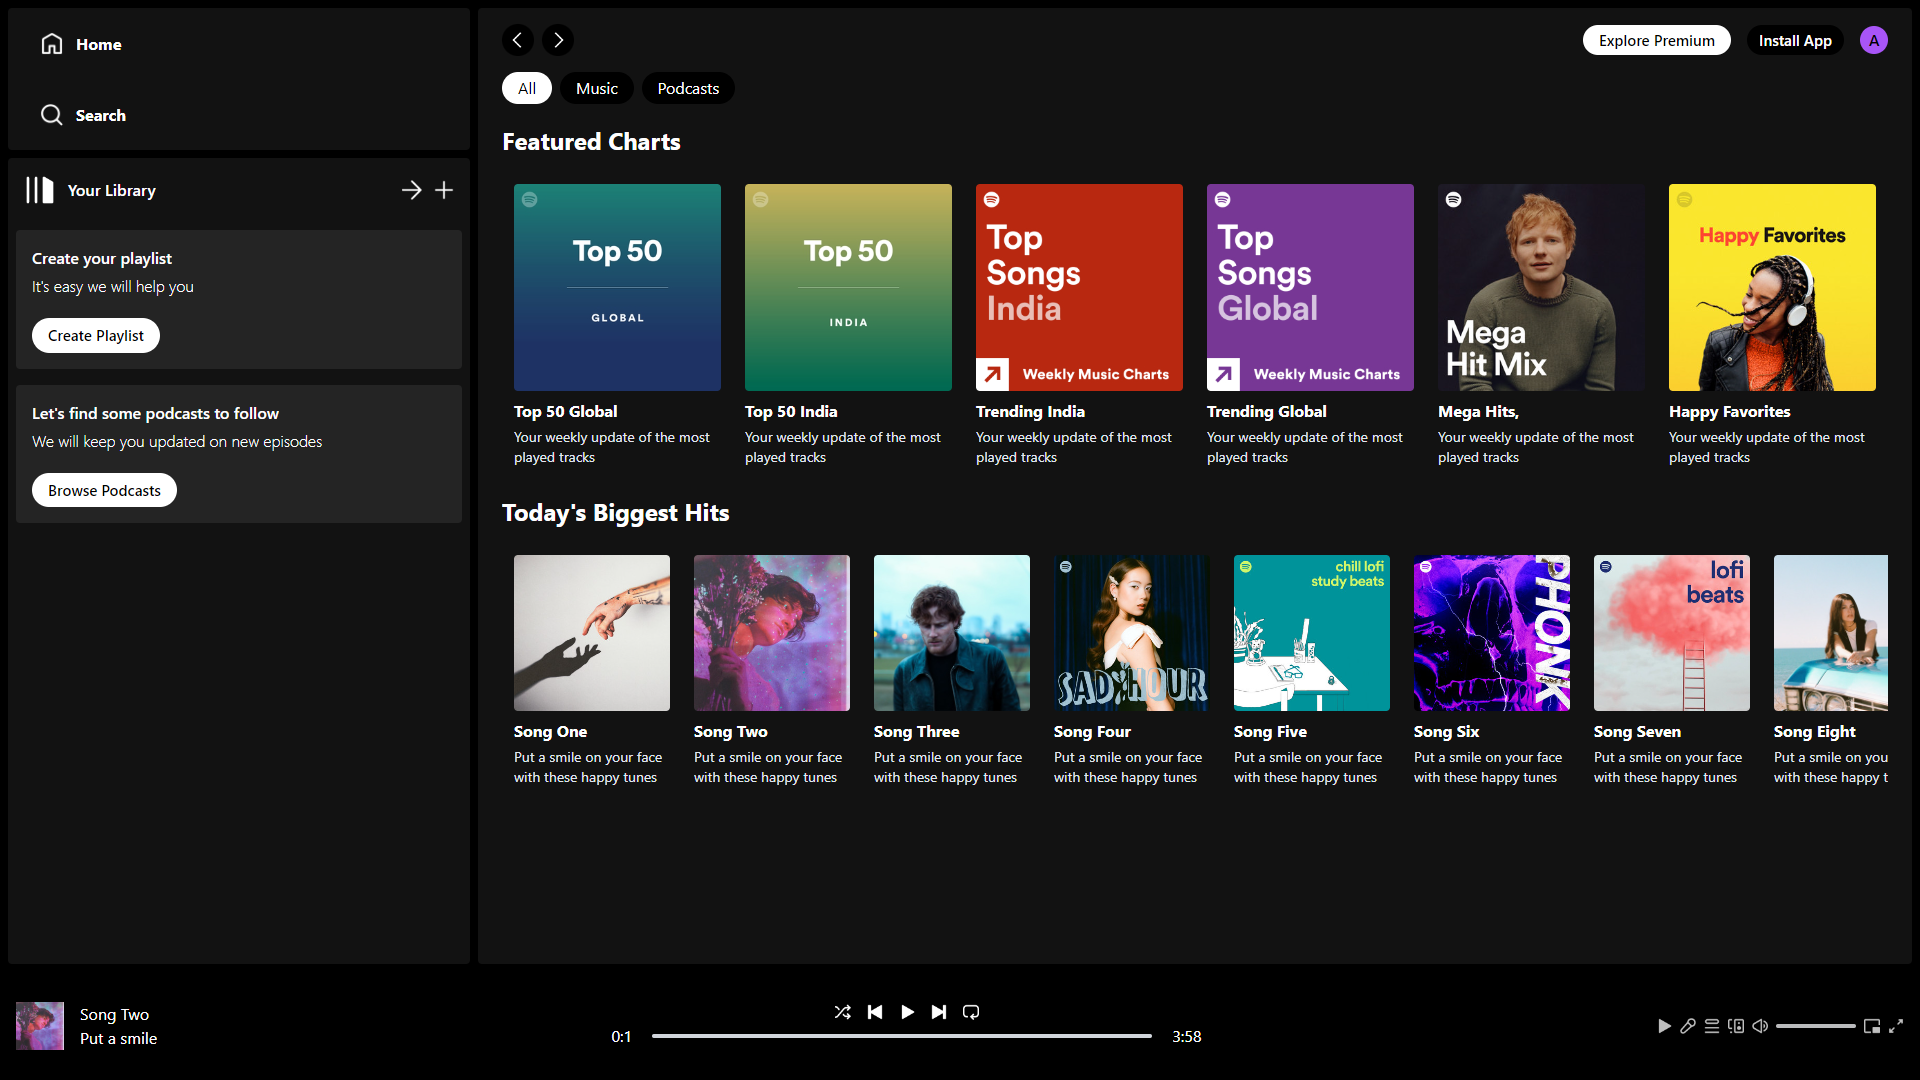 Home
Search
Your Library
Create your playlist
It's easy we will help you
Create Playlist
Let's find some podcasts to follow
We will keep you updated on new episodes
Browse Podcasts
Explore Premium
Install App
A
All
Music
Podcasts
Featured Charts
Top 50
GLOBAL
Top 50 Global
Your weekly update of the most
played tracks
Top 50
INDIA
Top 50 India
Your weekly update of the most
played tracks
Top
Songs
India
Weekly Music Charts
Trending India
Your weekly update of the most
played tracks
Top
Songs
Global
Weekly Music Charts
Trending Global
Your weekly update of the most
played tracks
Mega
Hit Mix
Mega Hits,
Your weekly update of the most
played tracks
Happy Favorites
Happy Favorites
Your weekly update of the most
played tracks
Today's Biggest Hits
Song One
Put a smile on your face
with these happy tunes
Song Two
Put a smile on your face
with these happy tunes
Song Three
Put a smile on your face
with these happy tunes
SAD HOUR
Song Four
Put a smile on your face
with these happy tunes
chill lofi
study beats
Song Five
Put a smile on your face
with these happy tunes
PHONK
Song Six
Put a smile on your face
with these happy tunes
lofi
beats
Song Seven
Put a smile on your face
with these happy tunes
Song Eight
Put a smile on you
with these happy t
Song Two
Put a smile
0:1
3:58